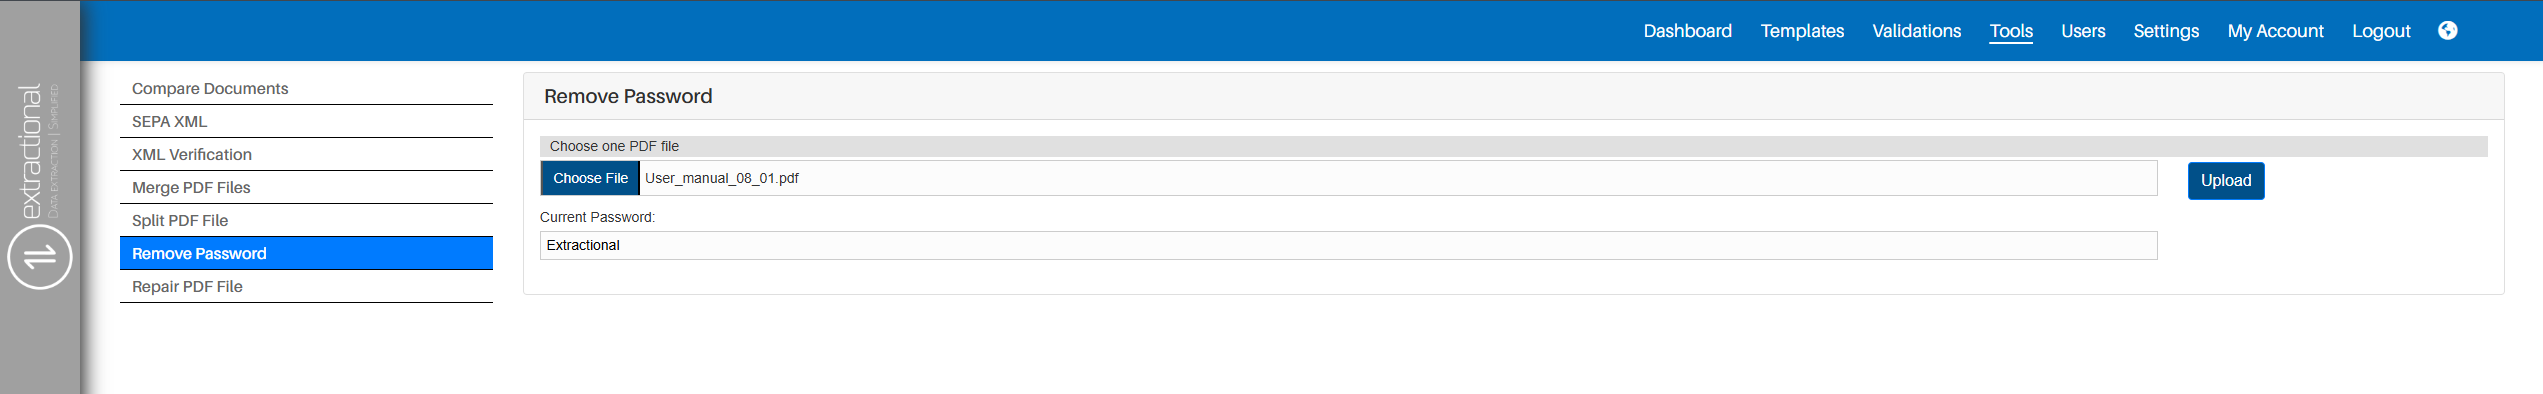 extractional
DATA EXTRACTION | SIMPLIFIED
Dashboard Templates Validations Tools Users Settings My Account Logout
Compare Documents
SEPA XML
XML Verification
Merge PDF Files
Split PDF File
Remove Password
Repair PDF File
Remove Password
Choose one PDF file
Choose File User_manual_08_01.pdf Upload
Current Password:
Extractional